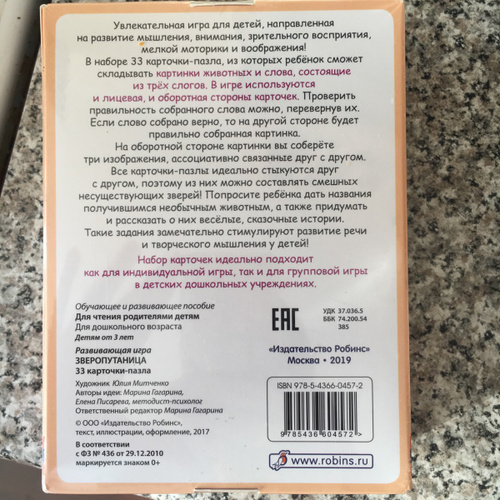 Увлекательная игра для детей, направленная
на развитие мышления, внимания, зрительного восприятия,
мелкой моторики и воображения!
В наборе 33 карточки-пазла, из которых ребёнок сможет
складывать картинки животных и слова, состоящие
из трёх слогов. В игре используются
и лицевая, и оборотная стороны карточек. Проверить
правильность собранного слова можно, перевернув их.
Если слово собрано верно, то на другой стороне будет
правильно собранная картинка.
На оборотной стороне картинки вы соберёте
три изображения, ассоциативно связанные друг с другом.
Все карточки-пазлы идеально стыкуются друг
с другом, поэтому из них можно составлять смешных
несуществующих зверей! Попросите ребёнка дать названия
получившимся необычным животным, а также придумать
и рассказать о них весёлые, сказочные истории.
Такие задания замечательно стимулируют развитие речи
и творческого мышления у детей!
Набор карточек идеально подходит
как для индивидуальной игры, так и для групповой игры
в детских дошкольных учреждениях.
Обучающее и развивающее пособие
Для чтения родителями детям
Для дошкольного возраста
Детям от 3 лет
Развивающая игра
ЗВЕРОПУТАНИЦА
33 карточки-пазла
Художник Юлия Митченко
Авторы идеи: Марина Гагарина,
Елена Писарева, методист-психолог
Ответственный редактор Марина Гагарина
© ООО «Издательство Робинс»,
текст, иллюстрации, оформление, 2017
В соответствии
с ФЗ № 436 от 29.12.2010
маркируется знаком 0+
EAC
УДК 37.036.5
ББК 74.200.54
385
«Издательство Робинс»
Москва • 2019
ISBN 978-5-4366-0457-2
9 785436 604572 >
www.robins.ru